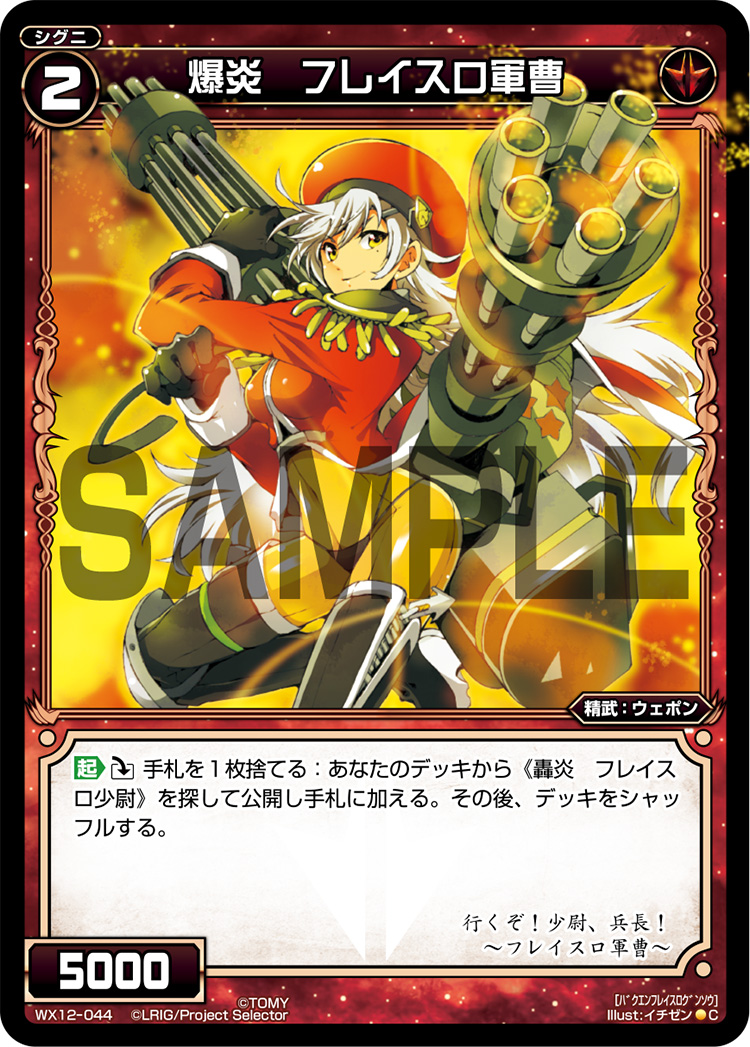 シグニ
2
爆炎　フレイスロ軍曹
SAMPLE
精武:ウェポン
起 手札を1枚捨てる:あなたのデッキから《轟炎　フレイス
ロ少尉》を探して公開し手札に加える。その後、デッキをシャッ
フルする。
行くぞ!少尉、兵長!
～フレイスロ軍曹～
5000
[バクエンフレイスログンソウ]
WX12-044 ©LRIG/Project Selector ©TOMY
Illust:イチゼン C